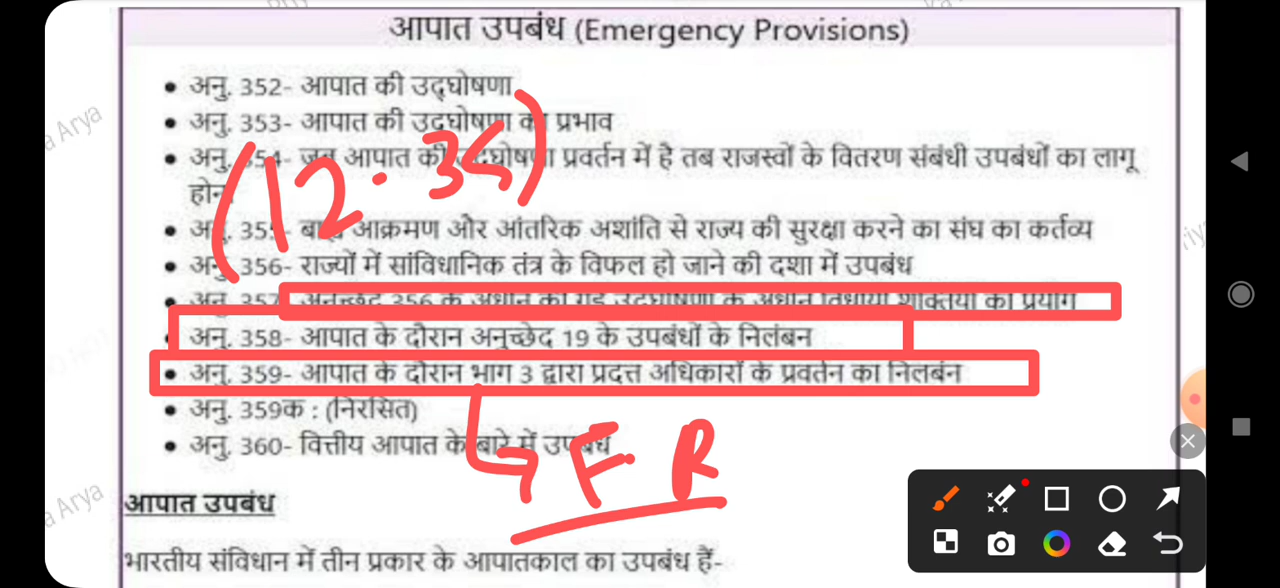 आपात उपबंध (Emergency Provisions)
• अनु. 352- आपात की उद्घोषणा
• अनु. 353- आपात की उद्घोषणा का प्रभाव
• अनु. 354- जब आपात की उद्घोषणा प्रवर्तन में है तब राजस्वों के वितरण संबंधी उपबंधों का लागू
होना
(12.35)
• अनु. 355- बाह्य आक्रमण और आंतरिक अशांति से राज्य की सुरक्षा करने का संघ का कर्तव्य
• अनु. 356- राज्यों में सांविधानिक तंत्र के विफल हो जाने की दशा में उपबंध
• अनु. 357 अनुच्छेद 356 के अधीन की गई उद्घोषणा के अधीन विधायी शक्तियों का प्रयोग
• अनु. 358- आपात के दौरान अनुच्छेद 19 के उपबंधों के निलंबन
• अनु. 359- आपात के दौरान भाग 3 द्वारा प्रदत्त अधिकारों के प्रवर्तन का निलबंन
• अनु. 359क : (निरसित)
• अनु. 360- वित्तीय आपात के बारे में उपबंध
FR
आपात उपबंध
भारतीय संविधान में तीन प्रकार के आपातकाल का उपबंध हैं-
a Arya
a Arya